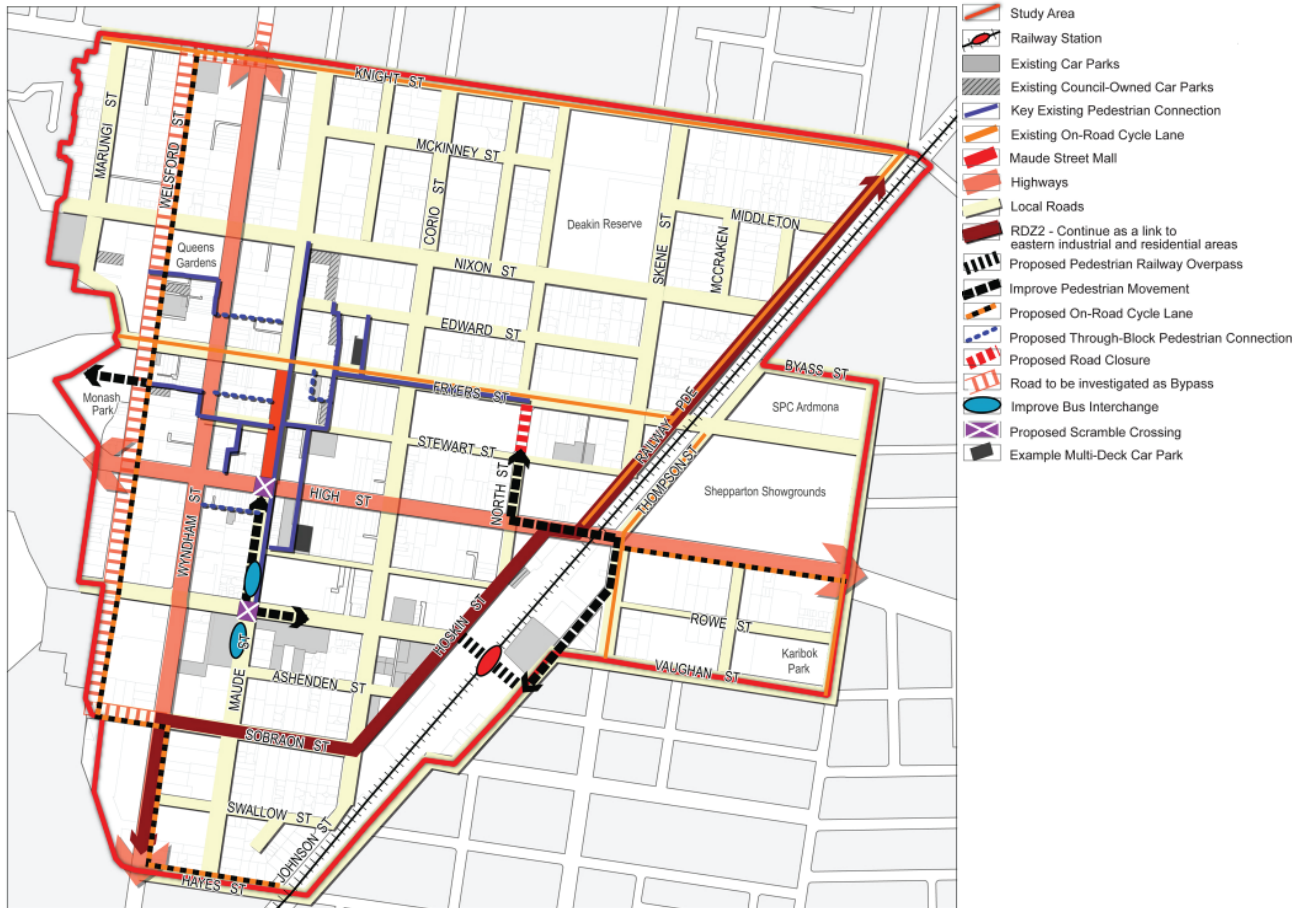 KNIGHT ST
MARUNGI ST
WELSFORD ST
MCKINNEY ST
CORIO ST
Deakin Reserve
SKENE ST
MIDDLETON
MCCRAKEN
Queens
Gardens
NIXON ST
EDWARD ST
FRYERS ST
BYASS ST
SPC Ardmona
Monash
Park
STEWART ST
NORTH ST
RAILWAY PDE
THOMPSON ST
Shepparton Showgrounds
HIGH ST
WYNDHAM ST
ROWE ST
Karibok
Park
HOSKIN ST
VAUGHAN ST
MAUDE ST
ASHENDEN ST
SOBRAON ST
SWALLOW ST
JOHNSON ST
HAYES ST
Study Area
Railway Station
Existing Car Parks
Existing Council-Owned Car Parks
Key Existing Pedestrian Connection
Existing On-Road Cycle Lane
Maude Street Mall
Highways
Local Roads
RDZ2 - Continue as a link to
eastern industrial and residential areas
Proposed Pedestrian Railway Overpass
Improve Pedestrian Movement
Proposed On-Road Cycle Lane
Proposed Through-Block Pedestrian Connection
Proposed Road Closure
Road to be investigated as Bypass
Improve Bus Interchange
Proposed Scramble Crossing
Example Multi-Deck Car Park